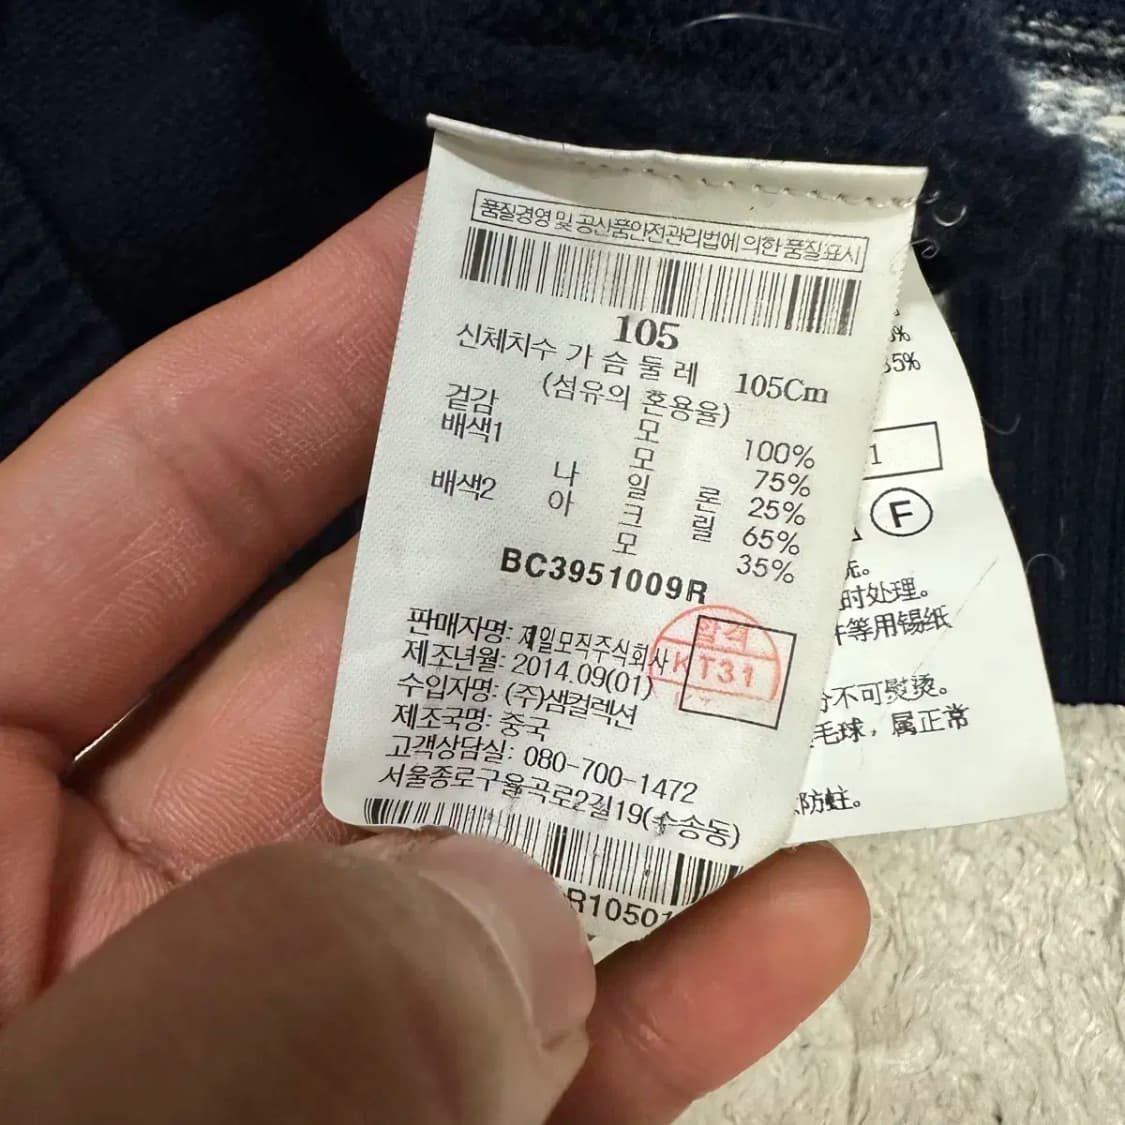 품질경영 및 공산품안전관리법에 의한 품질표시
105
신체치수 가슴둘레 105Cm
(섬유의 혼용율)
겉감 모 100%
배색1 모 75%
나일론 25%
배색2 아크릴 65%
모 35%
BC3951009R
판매자명: 제일모직주식회사
제조년월: 2014.09(01)
수입자명: (주)샘컬렉션
제조국명: 중국
고객상담실: 080-700-1472
서울종로구율곡로2길19(수송동)
합격
KT31
R10501
%
35%
1
F
时处理。
等用锡纸
不可熨烫。
毛球，属正常
防蛀。